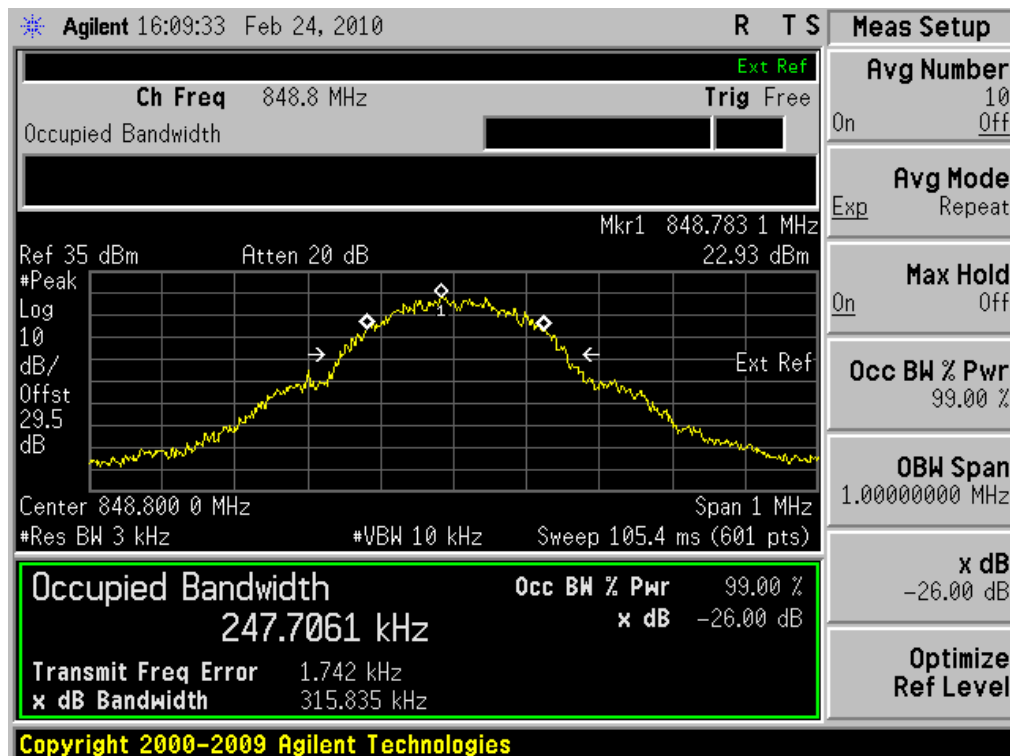 Agilent 16:09:33 Feb 24, 2010 R T S
Ext Ref
Ch Freq 848.8 MHz Trig Free
Occupied Bandwidth
Mkr1 848.783 1 MHz
Ref 35 dBm Atten 20 dB 22.93 dBm
#Peak
Log
10
dB/
Offst
29.5
dB
1
Ext Ref
Center 848.800 0 MHz Span 1 MHz
#Res BW 3 kHz #VBW 10 kHz Sweep 105.4 ms (601 pts)
Occupied Bandwidth
247.7061 kHz
Occ BW % Pwr 99.00 %
x dB -26.00 dB
Transmit Freq Error 1.742 kHz
x dB Bandwidth 315.835 kHz
Copyright 2000-2009 Agilent Technologies
Meas Setup
Avg Number
10
On Off
Avg Mode
Exp Repeat
Max Hold
On Off
Occ BW % Pwr
99.00 %
OBW Span
1.00000000 MHz
x dB
-26.00 dB
Optimize
Ref Level